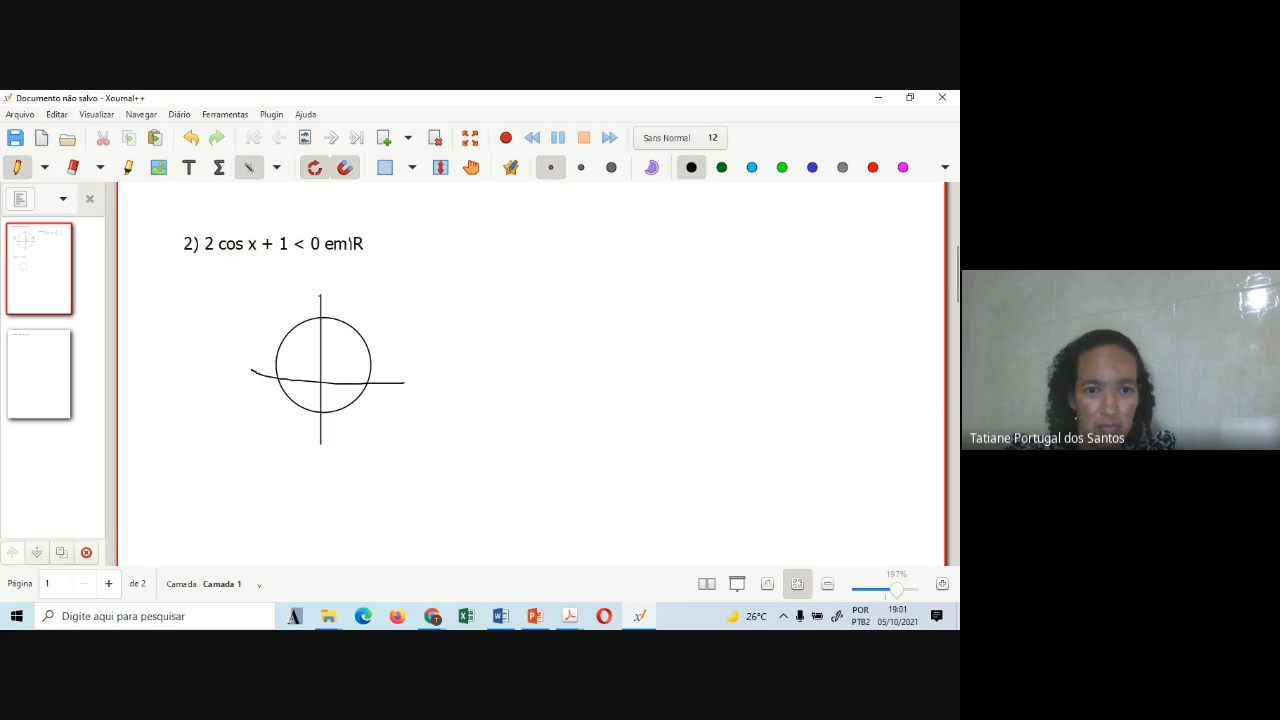 Documento não salvo - Xournal++
Arquivo Editar Visualizar Navegar Diário Ferramentas Plugin Ajuda
Sans Normal 12
2) 2 cos x + 1 < 0 em\R
Tatiane Portugal dos Santos
Página 1 de 2 Camada Camada 1 197%
Digite aqui para pesquisar
26°C
POR 19:01
PTB2 05/10/2021